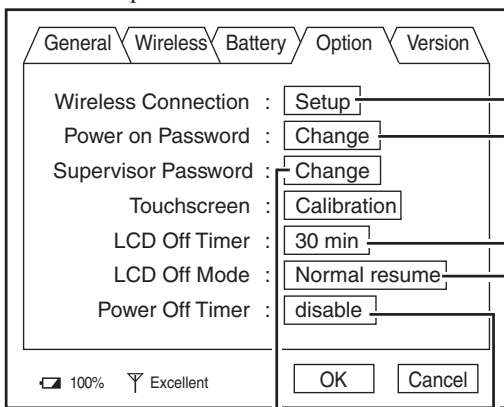 General Wireless Battery Option Version
Wireless Connection : Setup
Power on Password : Change
Supervisor Password : Change
Touchscreen : Calibration
LCD Off Timer : 30 min
LCD Off Mode : Normal resume
Power Off Timer : disable
100% Excellent OK Cancel